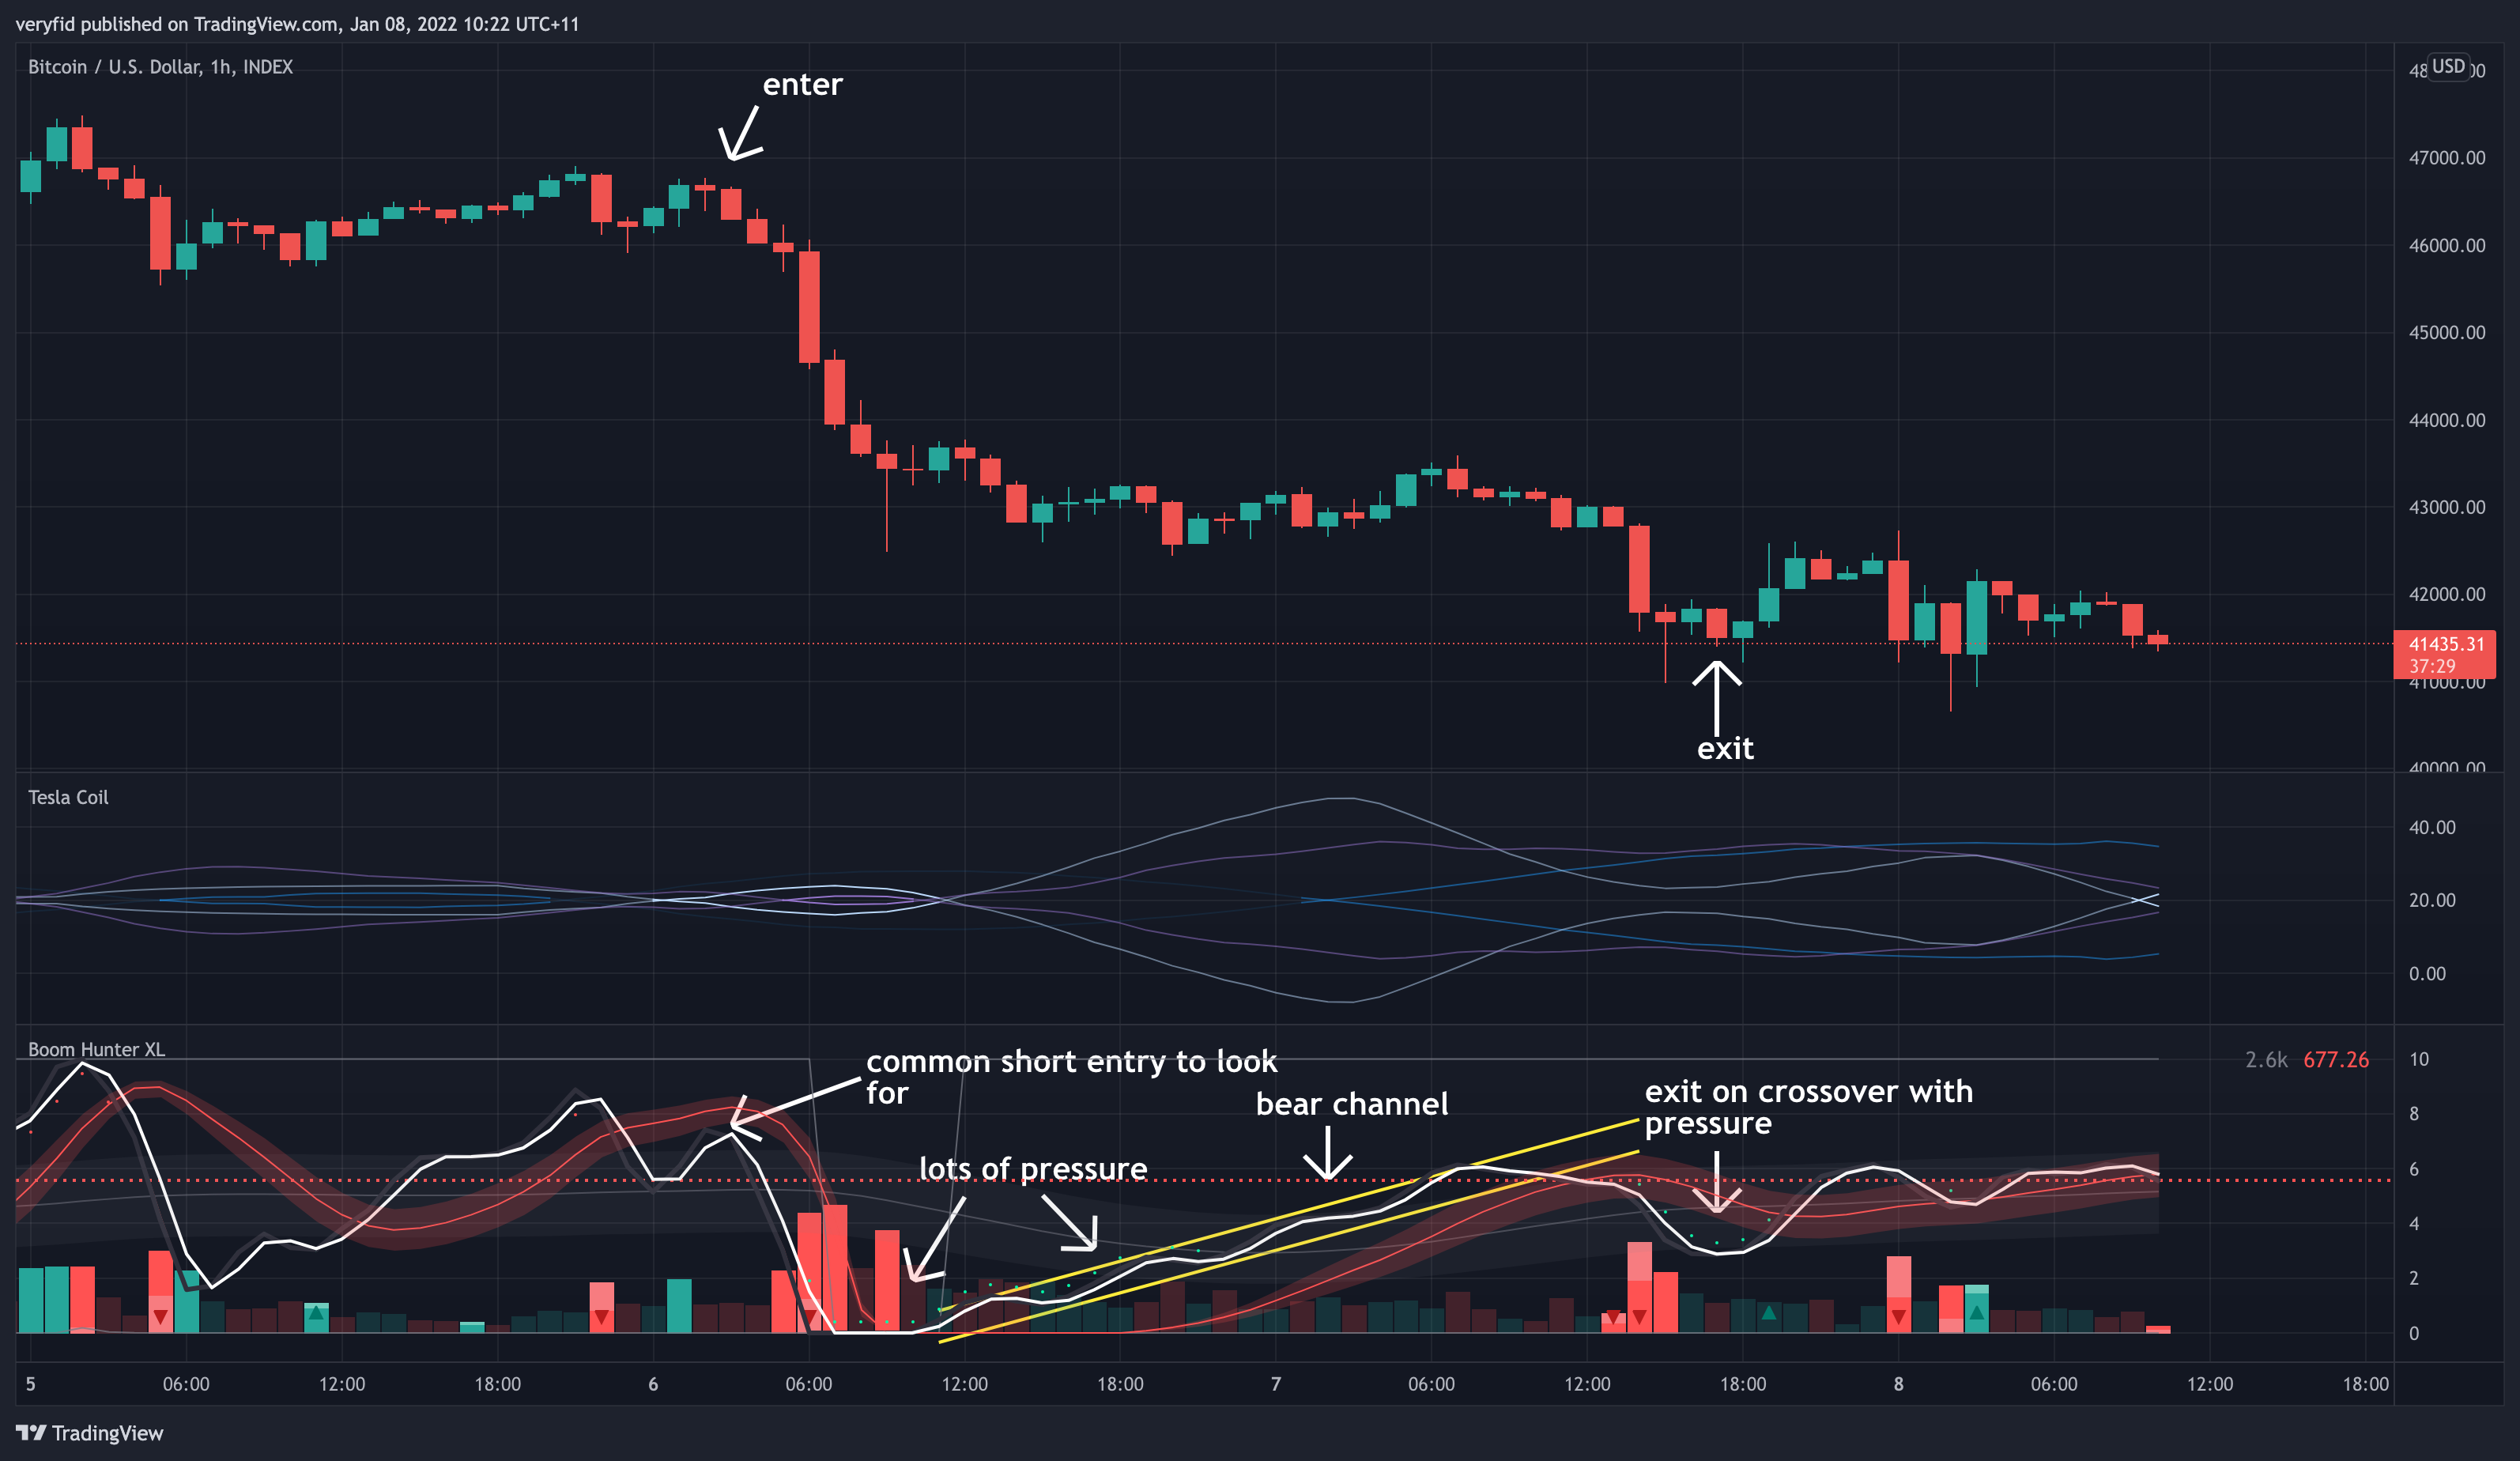 veryfid published on TradingView.com, Jan 08, 2022 10:22 UTC+11
Bitcoin / U.S. Dollar, 1h, INDEX
USD
enter
47000.00
46000.00
45000.00
44000.00
43000.00
42000.00
41435.31
37:29
41000.00
exit
40000.00
Tesla Coil
40.00
20.00
0.00
Boom Hunter XL
common short entry to look
for
2.6k 677.26
10
bear channel
exit on crossover with
pressure
8
lots of pressure
6
4
2
0
5 06:00 12:00 18:00 6 06:00 12:00 18:00 7 06:00 12:00 18:00 8 06:00 12:00 18:00
TradingView